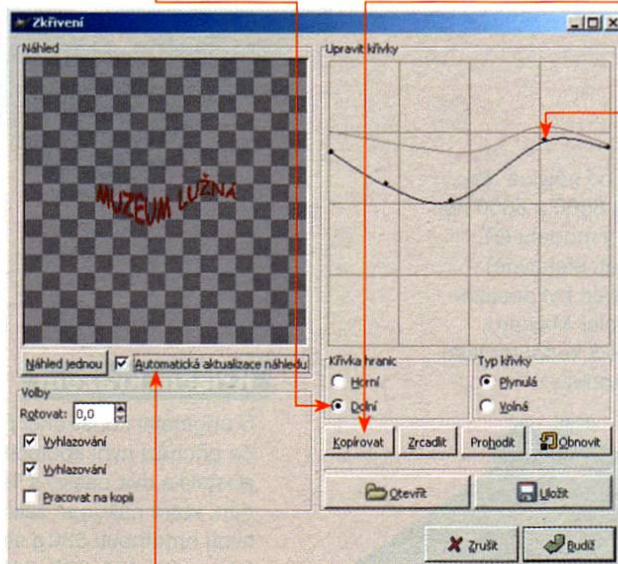 Zkřivení
Náhled
Upravit křivky
MUZEUM LUŽNÁ
Náhled jednou
Automatická aktualizace náhledu
Volby
Rotovat: 0,0
Vyhlazování
Vyhlazování
Pracovat na kopii
Křivka hranic
Horní
Dolní
Typ křivky
Plynulá
Volná
Kopírovat
Zrcadlit
Prohodit
Obnovit
Otevřít
Uložit
Zrušit
Budiž